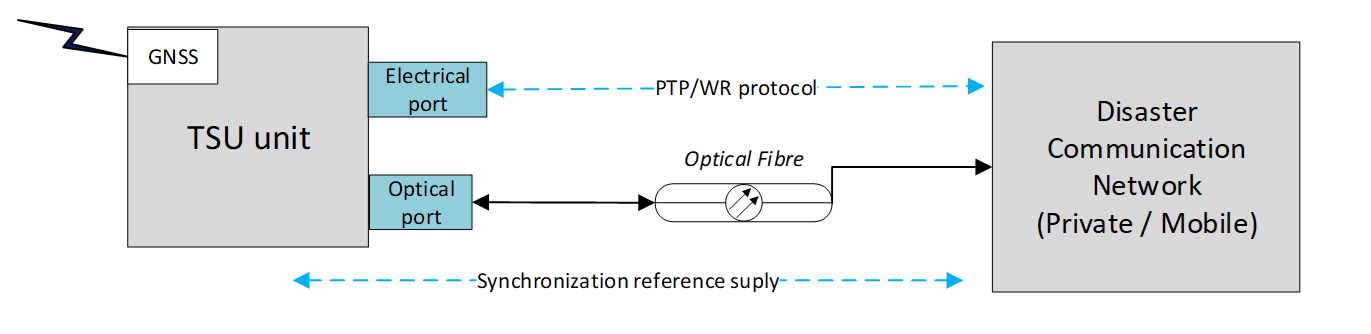 GNSS
TSU unit
Electrical
port
Optical
port
PTP/WR protocol
Optical Fibre
Synchronization reference suply
Disaster
Communication
Network
(Private / Mobile)